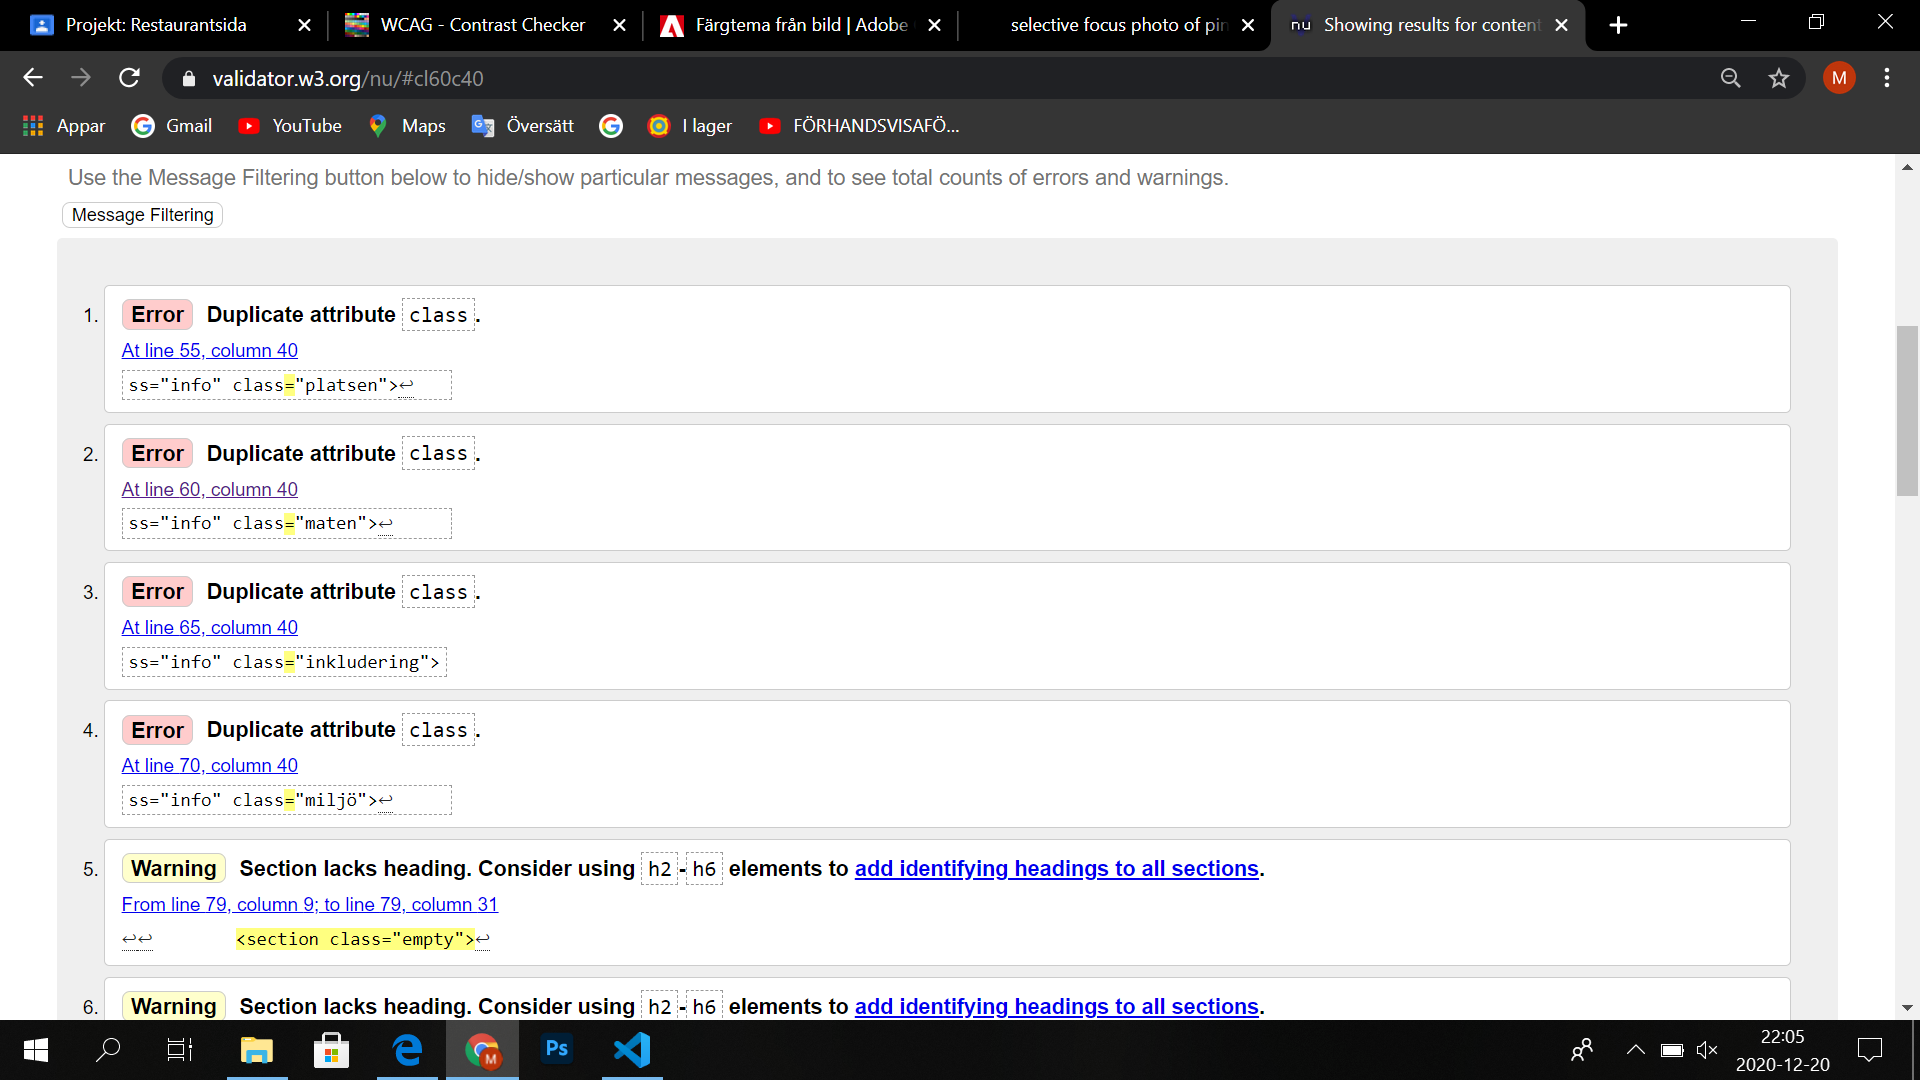 Projekt: Restaurantsida
WCAG - Contrast Checker
Färgtema från bild | Adobe
selective focus photo of pin
nu Showing results for content
validator.w3.org/nu/#cl60c40
M
Appar
Gmail
YouTube
Maps
Översätt
I lager
FÖRHANDSVISAFÖ...
Use the Message Filtering button below to hide/show particular messages, and to see total counts of errors and warnings.
Message Filtering
1. Error Duplicate attribute class.
At line 55, column 40
ss="info" class="platsen">↩
2. Error Duplicate attribute class.
At line 60, column 40
ss="info" class="maten">↩
3. Error Duplicate attribute class.
At line 65, column 40
ss="info" class="inkludering">
4. Error Duplicate attribute class.
At line 70, column 40
ss="info" class="miljö">↩
5. Warning Section lacks heading. Consider using h2-h6 elements to add identifying headings to all sections.
From line 79, column 9; to line 79, column 31
↩↩ <section class="empty">↩
6. Warning Section lacks heading. Consider using h2-h6 elements to add identifying headings to all sections.
M
Ps
22:05
2020-12-20